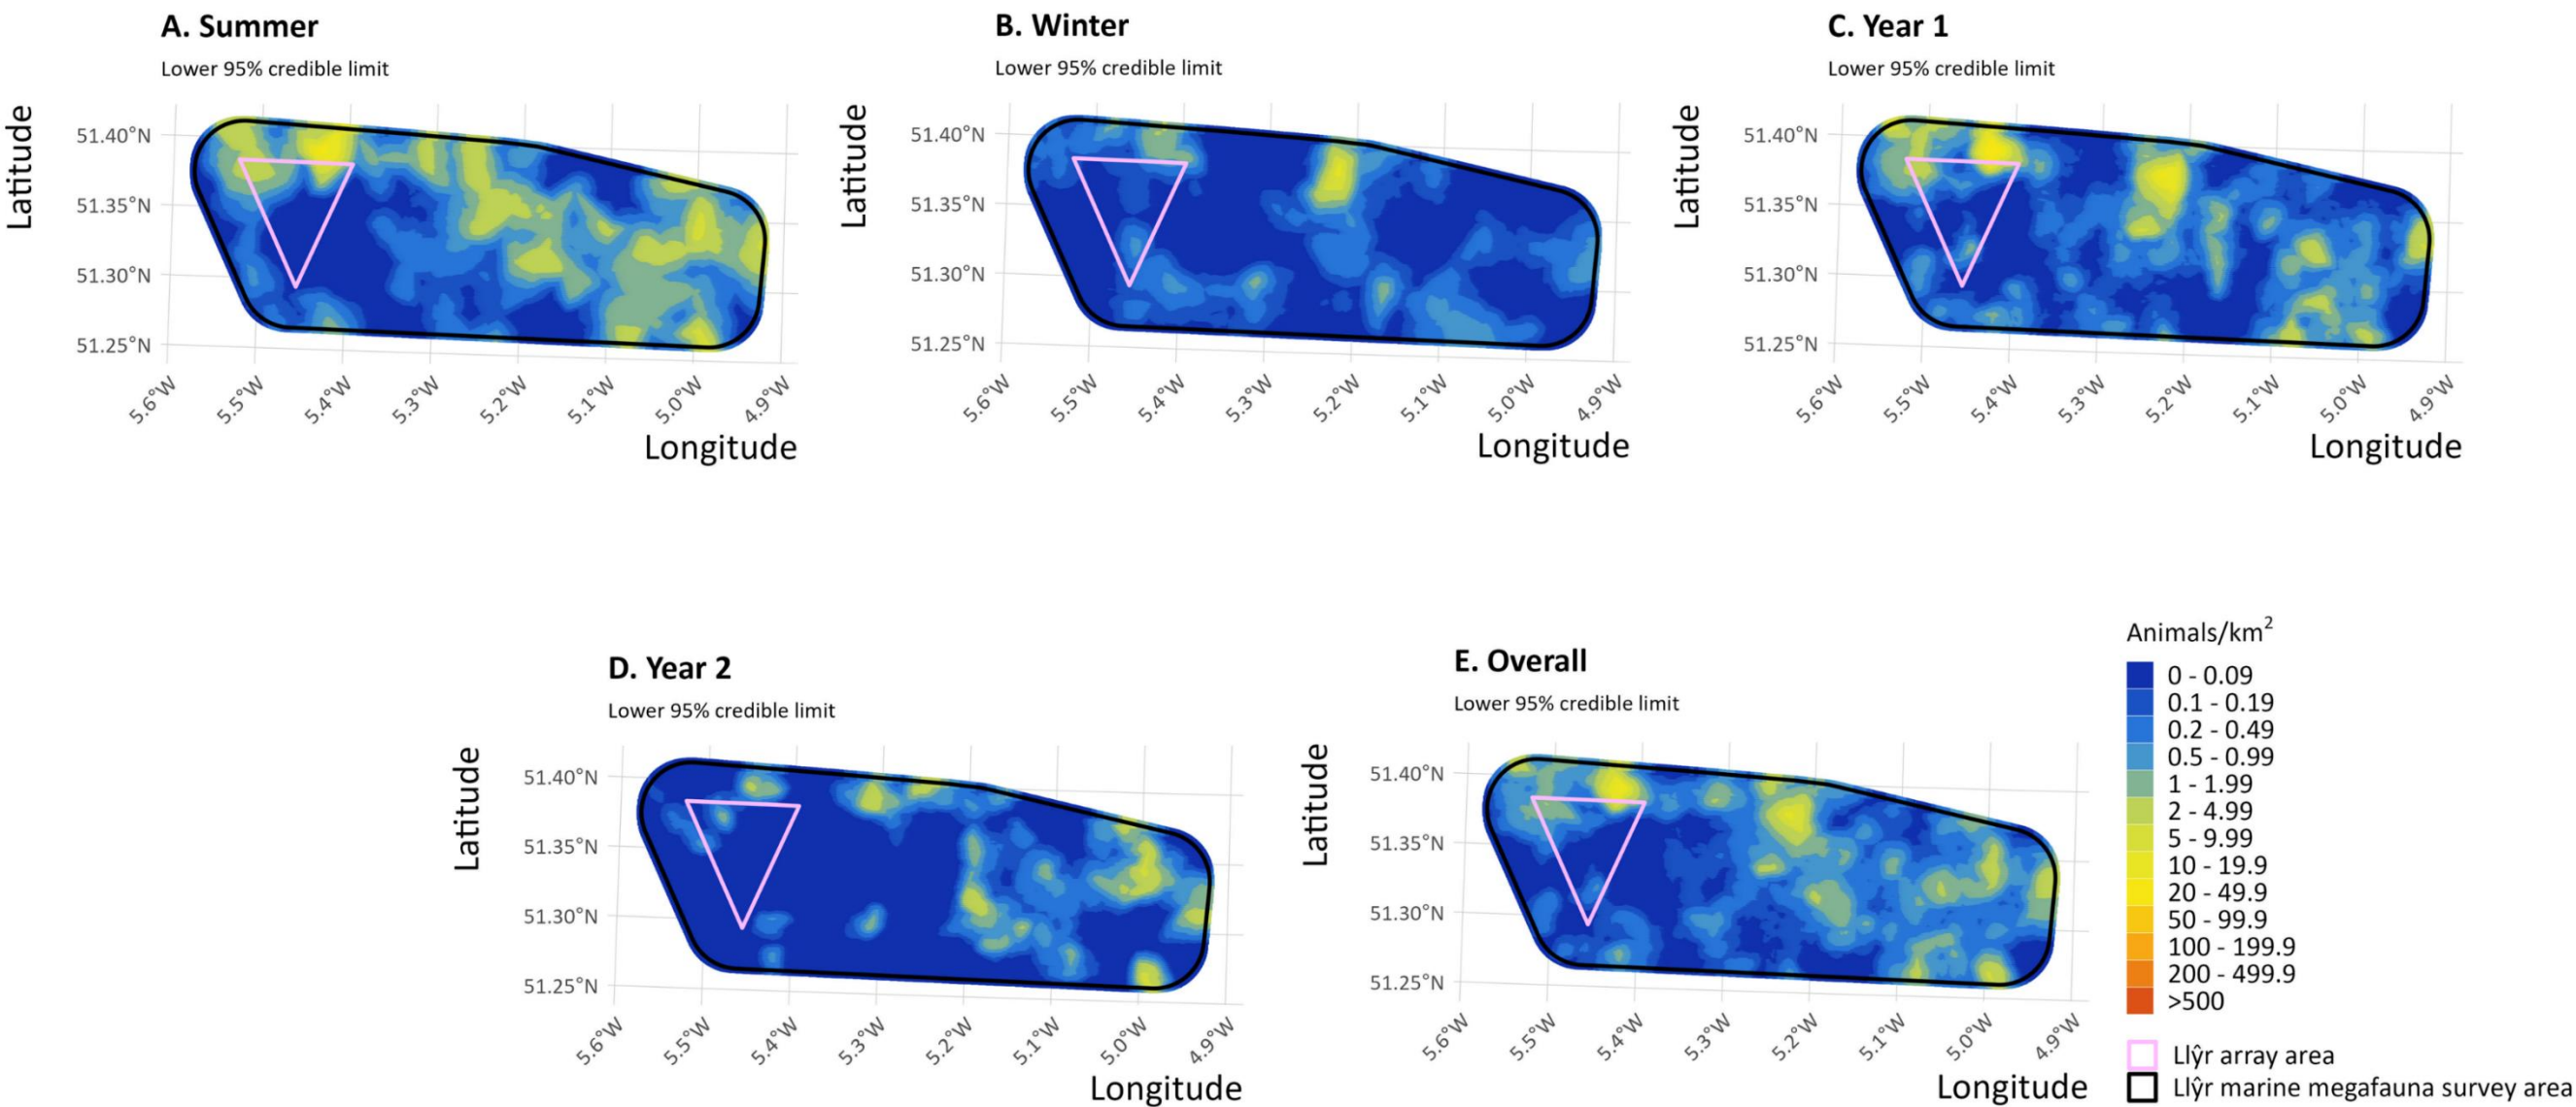 A. Summer
Lower 95% credible limit
Latitude
51.40°N
51.35°N
51.30°N
51.25°N
5.6°W
5.5°W
5.4°W
5.3°W
5.2°W
5.1°W
5.0°W
4.9°W
Longitude
B. Winter
Lower 95% credible limit
Latitude
51.40°N
51.35°N
51.30°N
51.25°N
5.6°W
5.5°W
5.4°W
5.3°W
5.2°W
5.1°W
5.0°W
4.9°W
Longitude
C. Year 1
Lower 95% credible limit
Latitude
51.40°N
51.35°N
51.30°N
51.25°N
5.6°W
5.5°W
5.4°W
5.3°W
5.2°W
5.1°W
5.0°W
4.9°W
Longitude
D. Year 2
Lower 95% credible limit
Latitude
51.40°N
51.35°N
51.30°N
51.25°N
5.6°W
5.5°W
5.4°W
5.3°W
5.2°W
5.1°W
5.0°W
4.9°W
Longitude
E. Overall
Lower 95% credible limit
Latitude
51.40°N
51.35°N
51.30°N
51.25°N
5.6°W
5.5°W
5.4°W
5.3°W
5.2°W
5.1°W
5.0°W
4.9°W
Longitude
Animals/km²
0 - 0.09
0.1 - 0.19
0.2 - 0.49
0.5 - 0.99
1 - 1.99
2 - 4.99
5 - 9.99
10 - 19.9
20 - 49.9
50 - 99.9
100 - 199.9
200 - 499.9
>500
Llŷr array area
Llŷr marine megafauna survey area